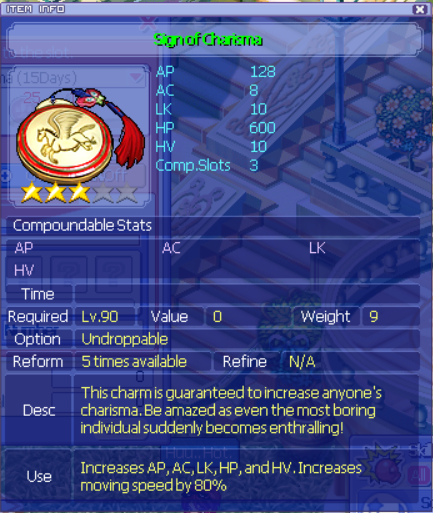 ITEM INFO
Sign of Charisma
(15Days)
AP 128
AC 8
LK 10
HP 600
HV 10
Comp.Slots 3
Compoundable Stats
AP AC LK
HV
Time
Required Lv.90 Value 0 Weight 9
Option Undroppable
Reform 5 times available Refine N/A
Desc This charm is guaranteed to increase anyone's
charisma. Be amazed as even the most boring
individual suddenly becomes enthralling!
Use Increases AP, AC, LK, HP, and HV. Increases
moving speed by 80%